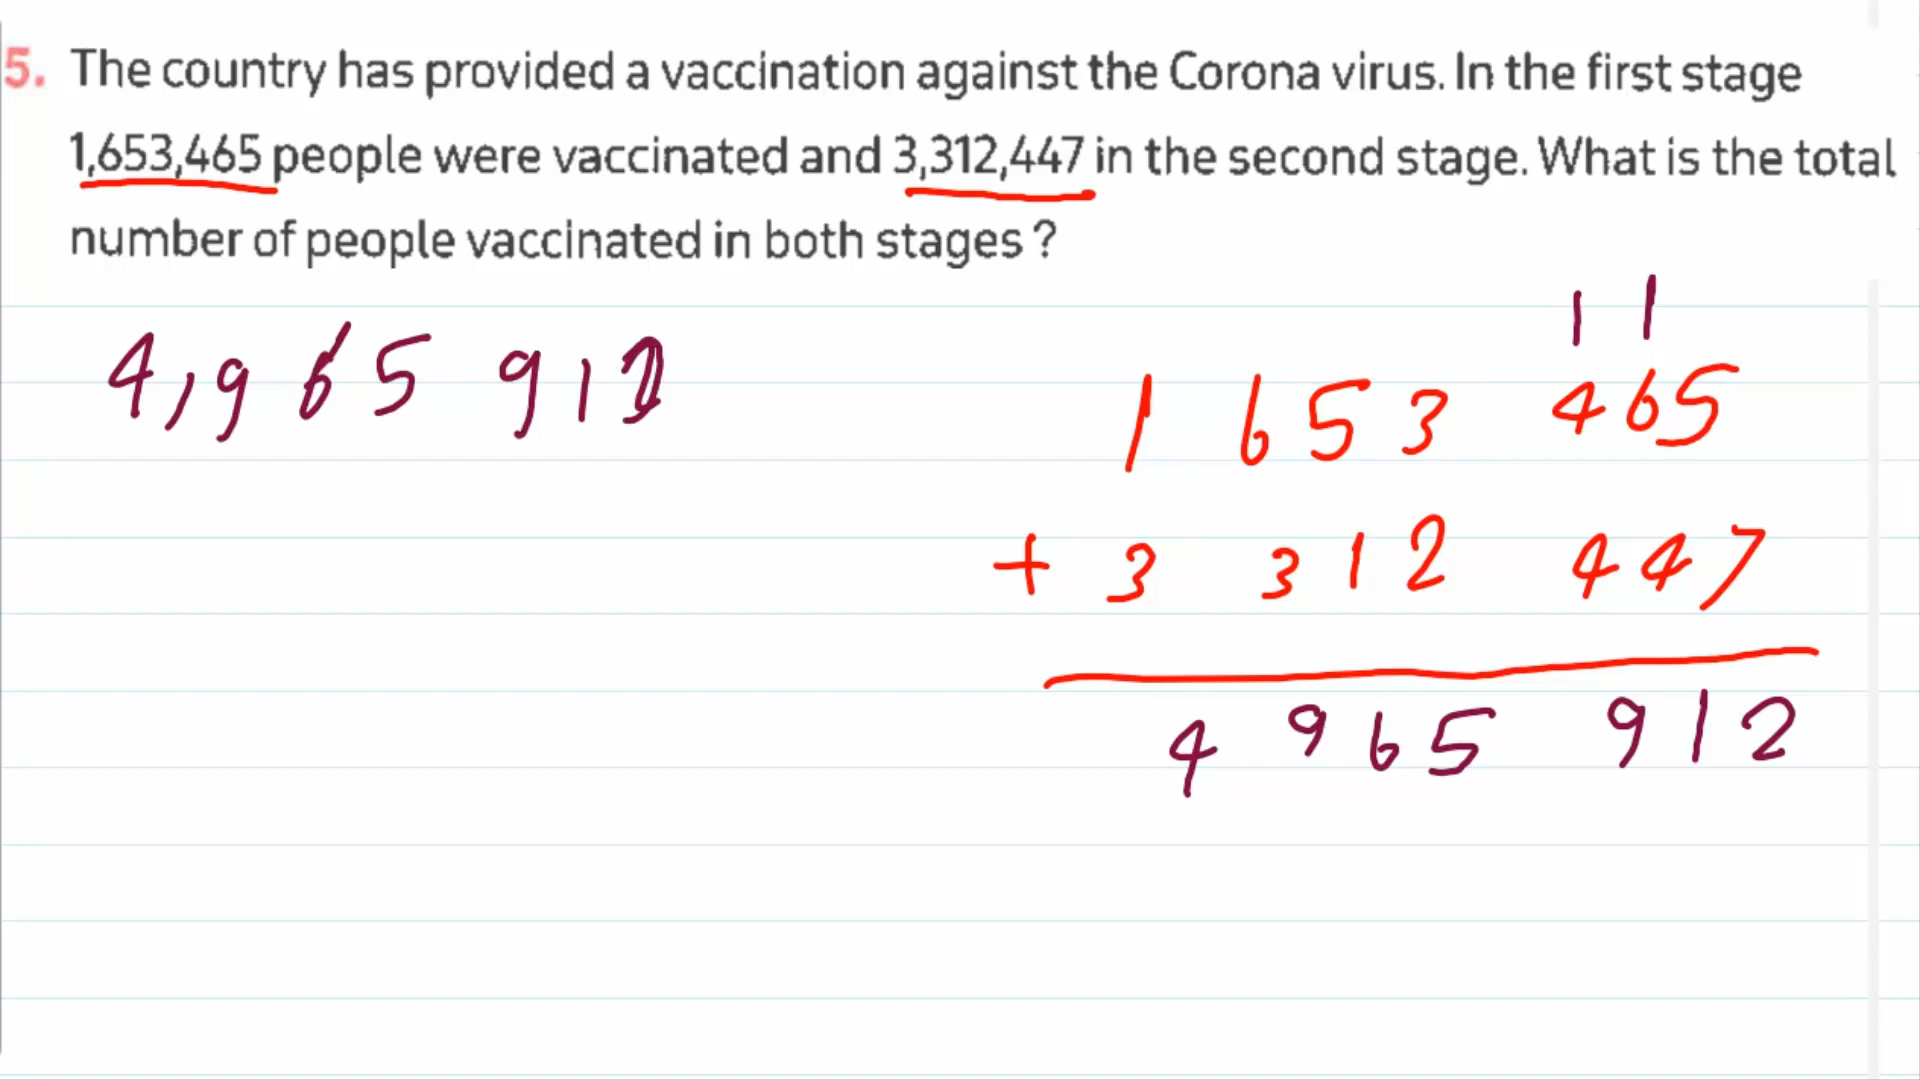 5. The country has provided a vaccination against the Corona virus. In the first stage
1,653,465 people were vaccinated and 3,312,447 in the second stage. What is the total
number of people vaccinated in both stages ?
4,965 912
1 1
1 653 465
+ 3 312 447
4 965 912